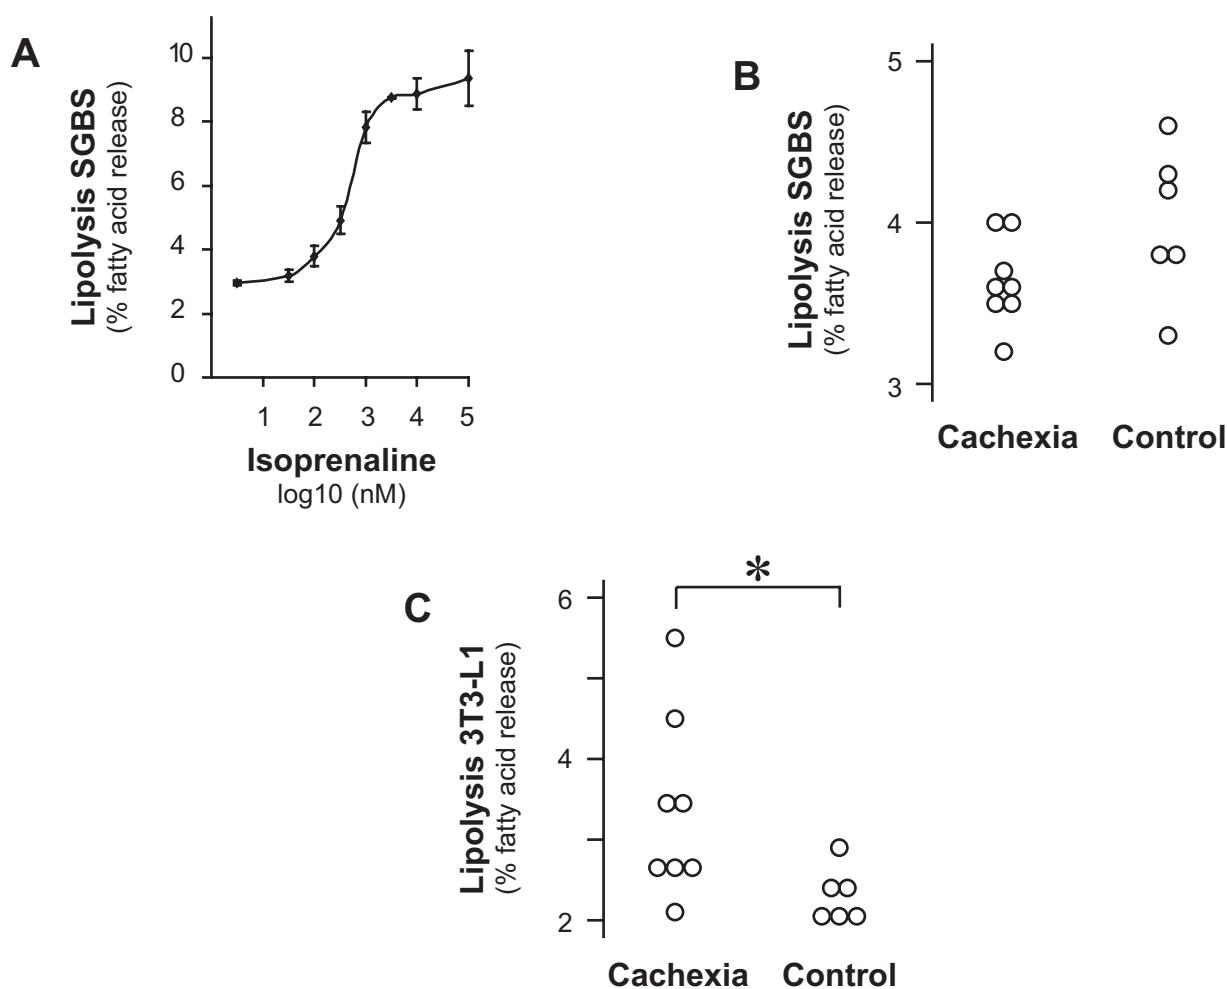 A
Lipolysis SGBS
(% fatty acid release)
10
8
6
4
2
0
1 2 3 4 5
Isoprenaline
log10 (nM)
B
Lipolysis SGBS
(% fatty acid release)
5
4
3
Cachexia Control
C
Lipolysis 3T3-L1
(% fatty acid release)
6
4
2
*
Cachexia Control